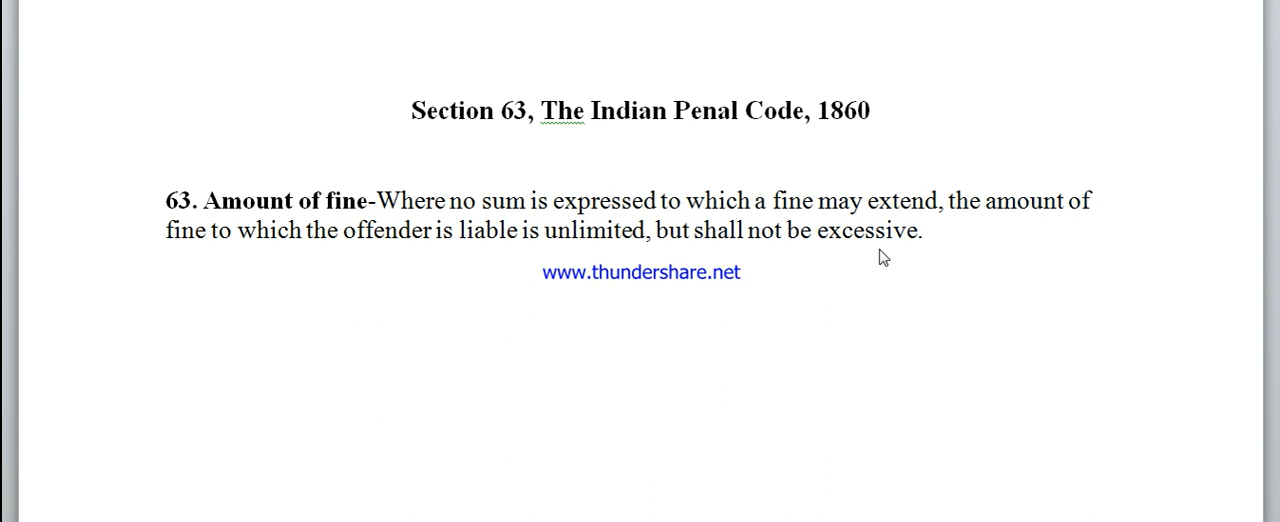 Section 63, The Indian Penal Code, 1860
63. Amount of fine-Where no sum is expressed to which a fine may extend, the amount of
fine to which the offender is liable is unlimited, but shall not be excessive.
www.thundershare.net